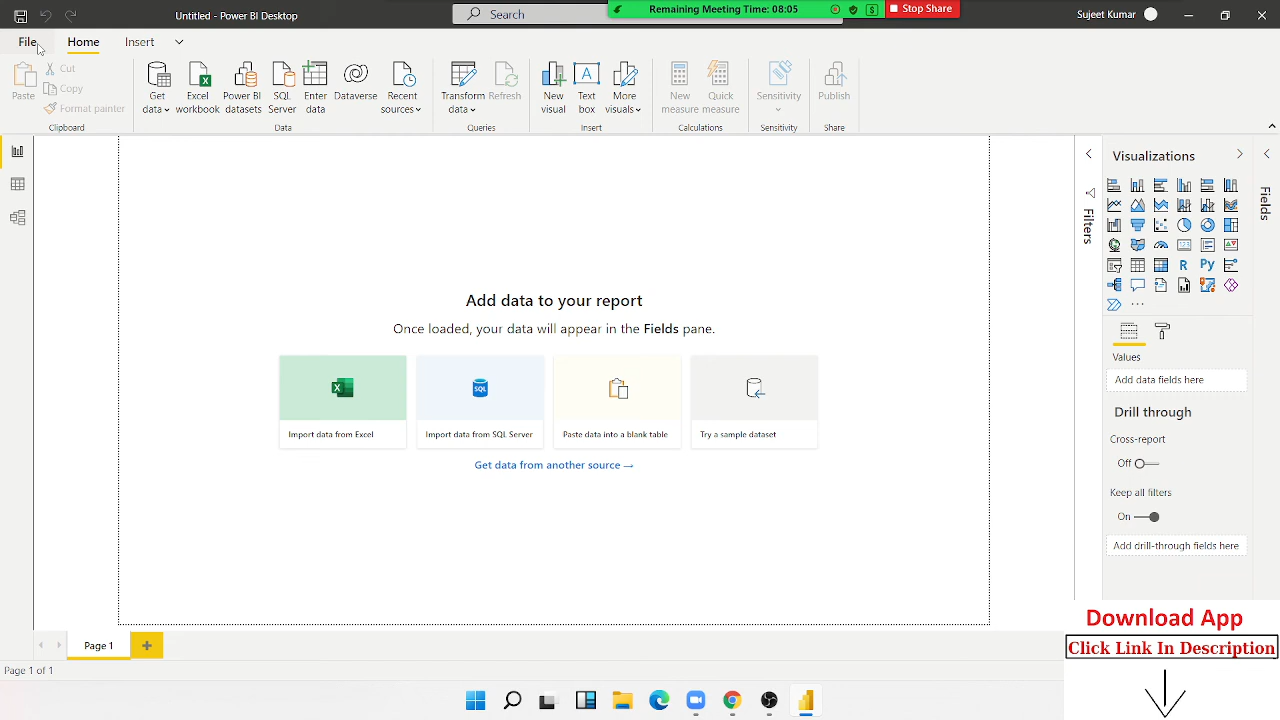 Untitled - Power BI Desktop
Search
Remaining Meeting Time: 08:05
Stop Share
Sujeet Kumar
File
Home
Insert
Paste
Cut
Copy
Format painter
Clipboard
Get data
Excel workbook
Power BI datasets
SQL Server
Enter data
Dataverse
Recent sources
Data
Transform data
Refresh
Queries
New visual
Text box
More visuals
Insert
New measure
Quick measure
Calculations
Sensitivity
Sensitivity
Publish
Share
Filters
Visualizations
Fields
R
Py
123
Values
Add data fields here
Drill through
Cross-report
Off
Keep all filters
On
Add drill-through fields here
Add data to your report
Once loaded, your data will appear in the Fields pane.
SQL
Import data from Excel
Import data from SQL Server
Paste data into a blank table
Try a sample dataset
Get data from another source →
Page 1
Page 1 of 1
Download App
Click Link In Description